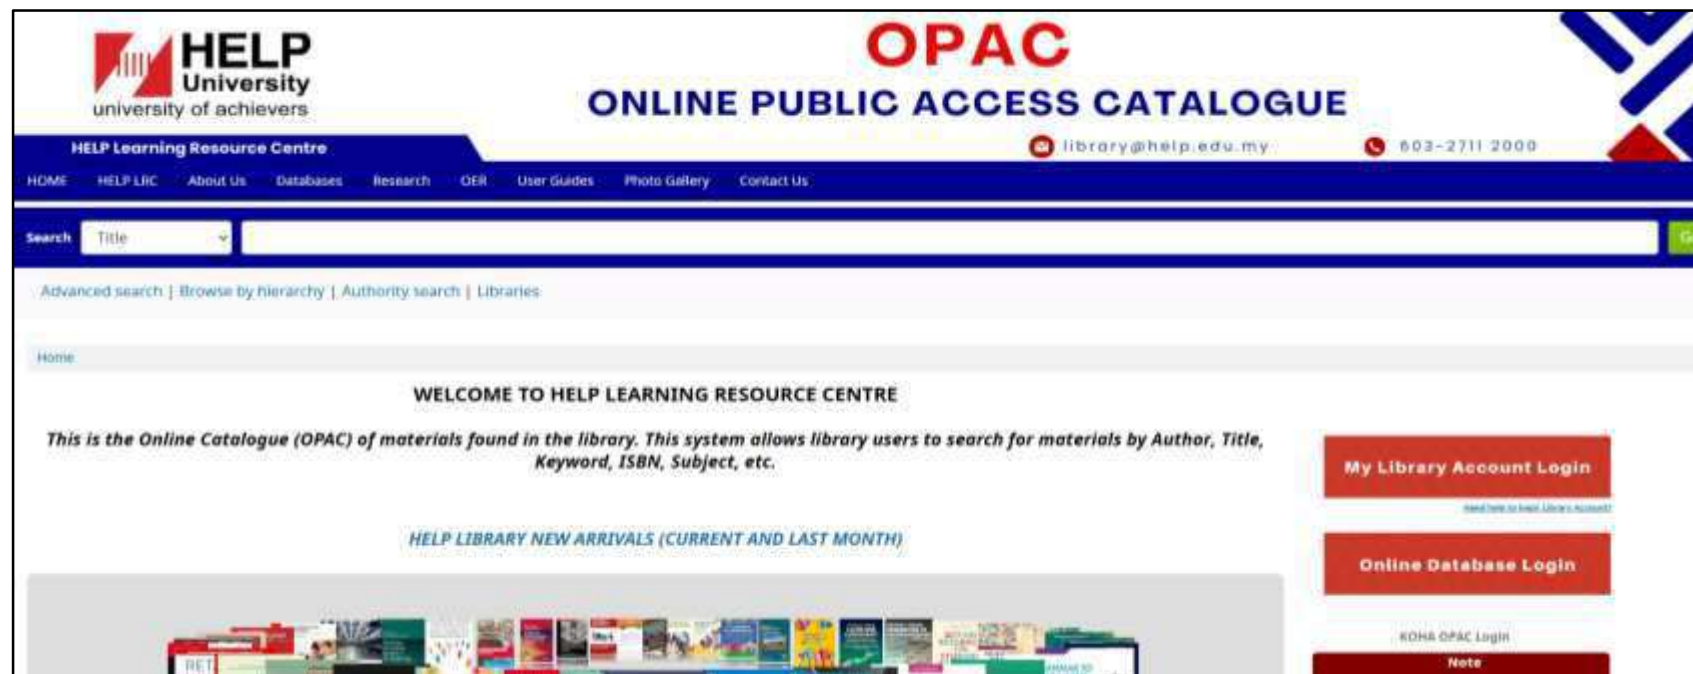 HELP
University
university of achievers
OPAC
ONLINE PUBLIC ACCESS CATALOGUE
HELP Learning Resource Centre
library@help.edu.my
603-2711 2000
HOME HELP LRC About Us Databases Research OER User Guides Photo Gallery Contact Us
Search Title
Advanced search | Browse by hierarchy | Authority search | Libraries
Home
WELCOME TO HELP LEARNING RESOURCE CENTRE
This is the Online Catalogue (OPAC) of materials found in the library. This system allows library users to search for materials by Author, Title,
Keyword, ISBN, Subject, etc.
My Library Account Login
HELP LIBRARY NEW ARRIVALS (CURRENT AND LAST MONTH)
Online Database Login
KOHA OPAC Login
Note
RET